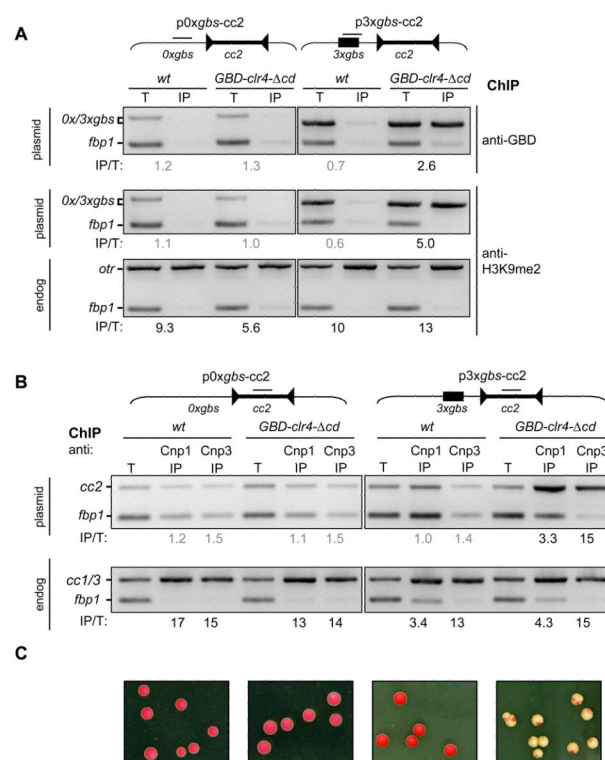 A
p0xgbs-cc2 p3xgbs-cc2
0xgbs cc2 3xgbs cc2
wt GBD-clr4-Δcd wt GBD-clr4-Δcd ChIP
T IP T IP T IP T IP
plasmid 0x/3xgbs
fbp1 anti-GBD
IP/T: 1.2 1.3 0.7 2.6
plasmid 0x/3xgbs
fbp1
IP/T: 1.1 1.0 0.6 5.0
anti-
H3K9me2
endog otr
fbp1
IP/T: 9.3 5.6 10 13
B
p0xgbs-cc2 p3xgbs-cc2
0xgbs cc2 3xgbs cc2
ChIP wt GBD-clr4-Δcd wt GBD-clr4-Δcd
anti: Cnp1 Cnp3 Cnp1 Cnp3 Cnp1 Cnp3 Cnp1 Cnp3
T IP IP T IP IP T IP IP T IP IP
plasmid cc2
fbp1
IP/T: 1.2 1.5 1.1 1.5 1.0 1.4 3.3 15
endog cc1/3
fbp1
IP/T: 17 15 13 14 3.4 13 4.3 15
C